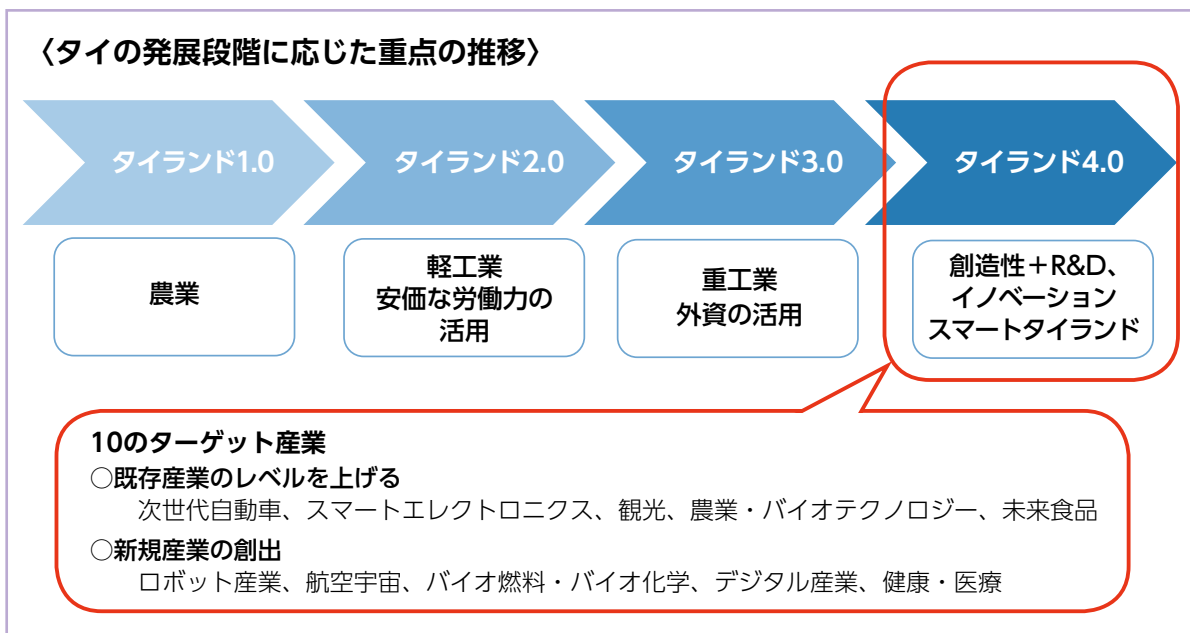 〈タイの発展段階に応じた重点の推移〉
タイランド1.0
タイランド2.0
タイランド3.0
タイランド4.0
農業
軽工業
安価な労働力の
活用
重工業
外資の活用
創造性＋R&D、
イノベーション
スマートタイランド
10のターゲット産業
○既存産業のレベルを上げる
次世代自動車、スマートエレクトロニクス、観光、農業・バイオテクノロジー、未来食品
○新規産業の創出
ロボット産業、航空宇宙、バイオ燃料・バイオ化学、デジタル産業、健康・医療